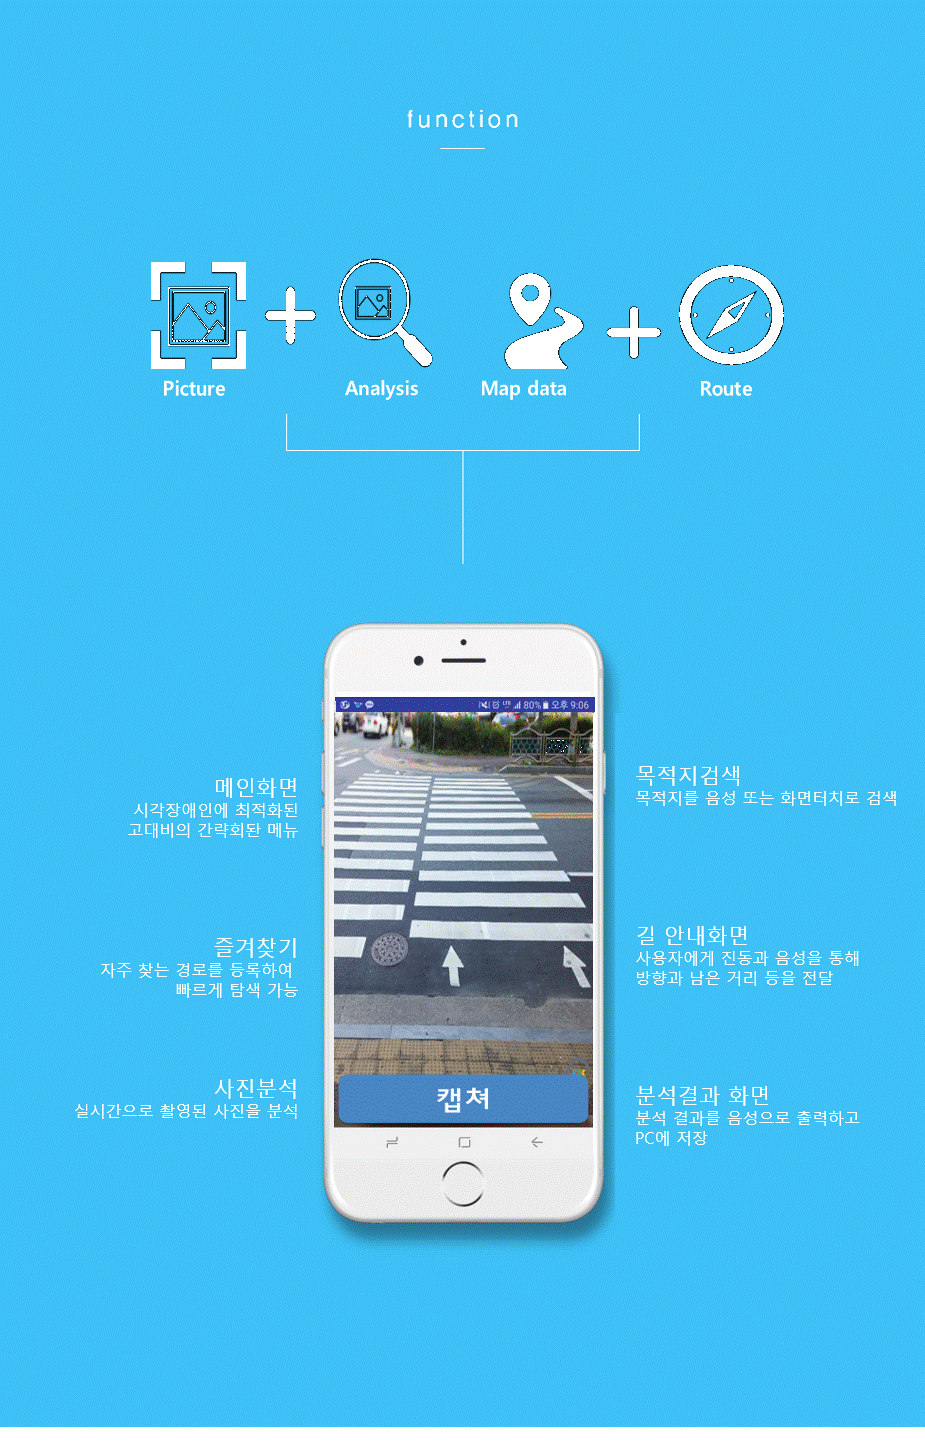 function
Picture
Analysis
Map data
Route
80% 오후 9:06
메인화면
시각장애인에 최적화된
고대비의 간략회돤 메뉴
즐겨찾기
자주 찾는 경로를 등록하여
빠르게 탐색 가능
사진분석
실시간으로 촬영된 사진을 분석
캡쳐
목적지검색
목적지를 음성 또는 화면터치로 검색
길 안내화면
사용자에게 진동과 음성을 통해
방향과 남은 거리 등을 전달
분석결과 화면
분석 결과를 음성으로 출력하고
PC에 저장